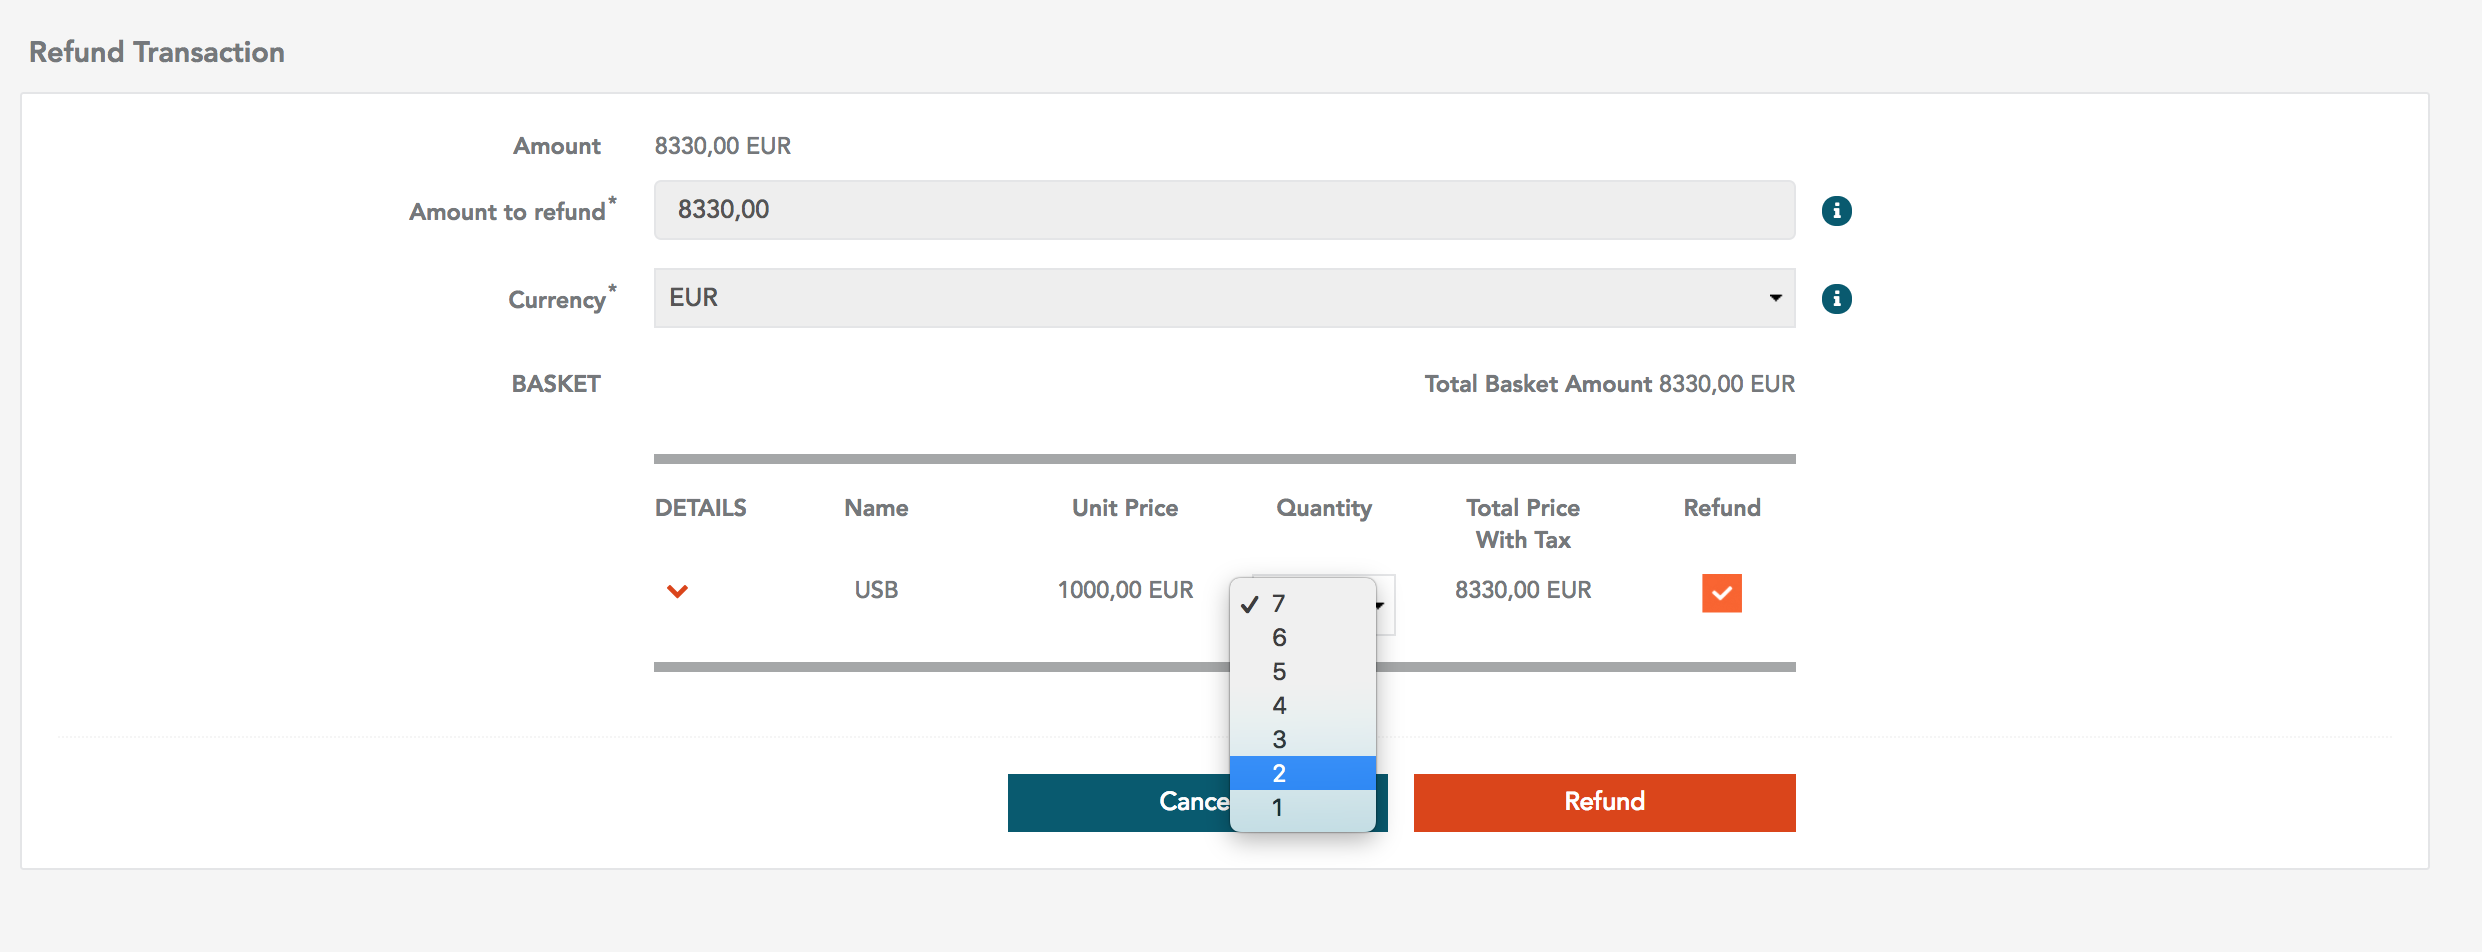 Refund Transaction
Amount 8330,00 EUR
Amount to refund* 8330,00
Currency* EUR
BASKET Total Basket Amount 8330,00 EUR
DETAILS Name Unit Price Quantity Total Price With Tax Refund
USB 1000,00 EUR 8330,00 EUR
7
6
5
4
3
2
1
Cance Refund